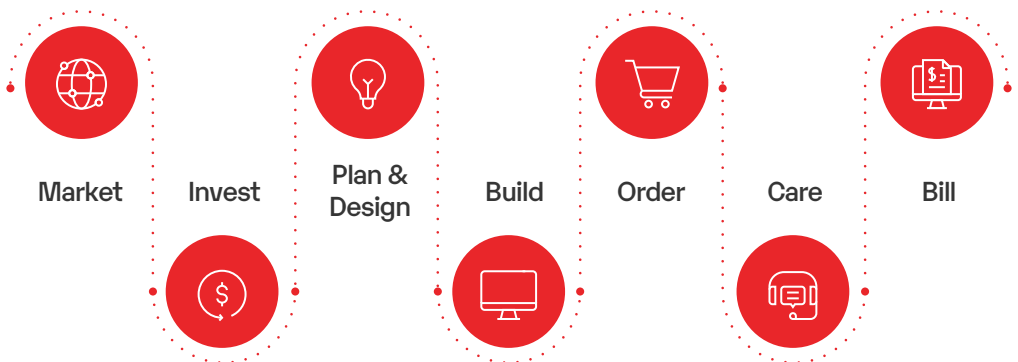 Market
Invest
Plan &
Design
Build
Order
Care
Bill
$
$